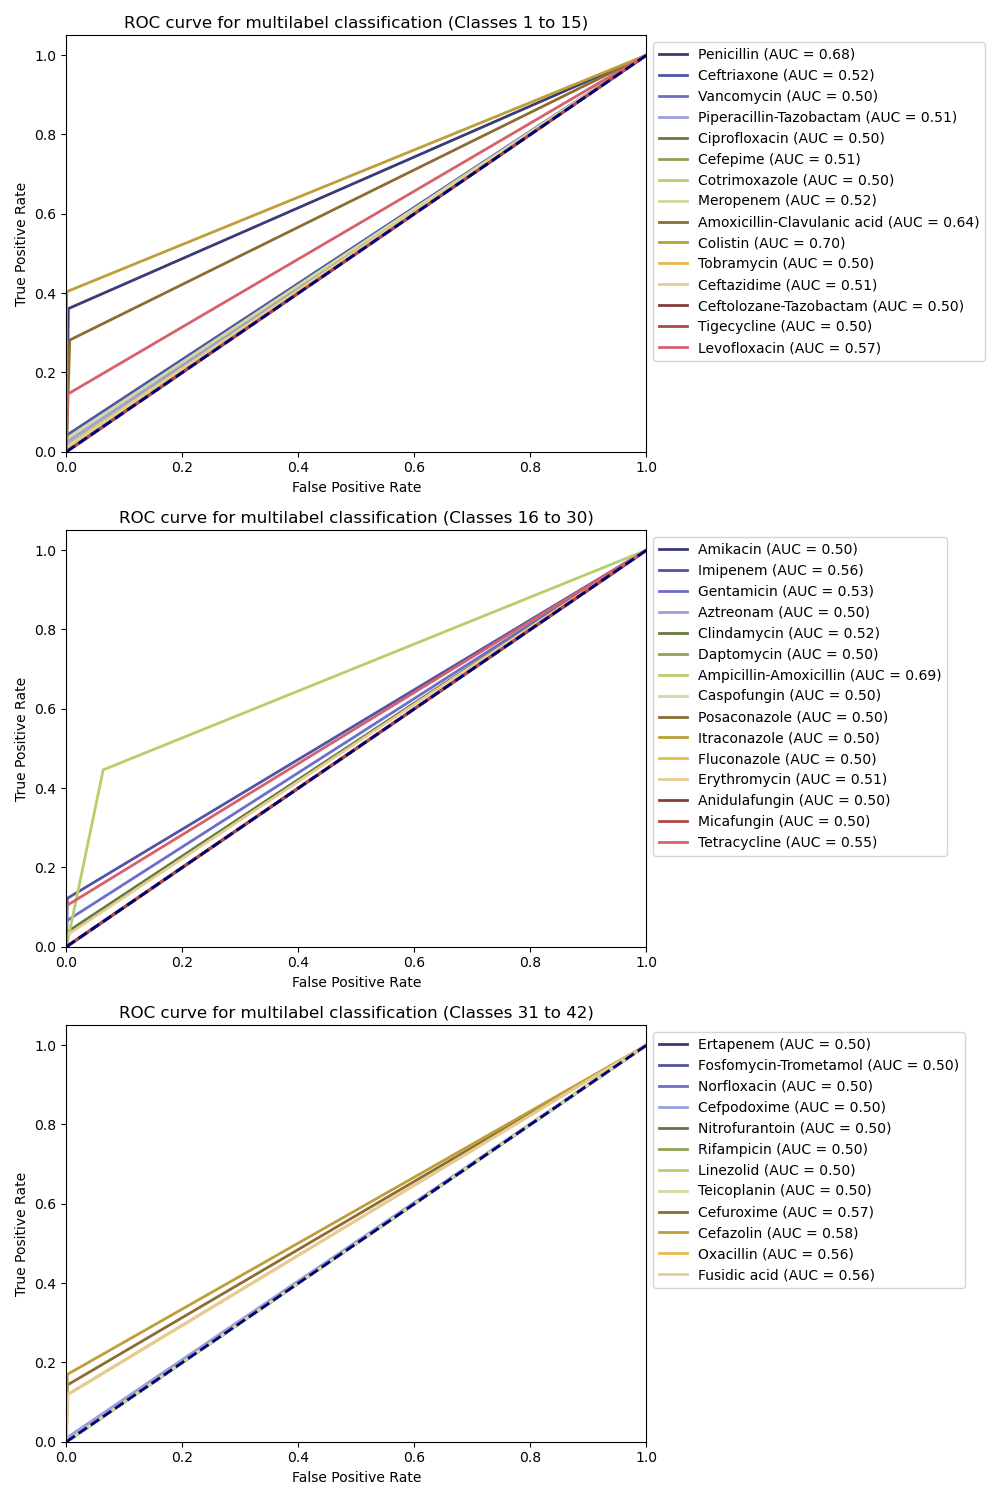 ROC curve for multilabel classification (Classes 1 to 15)
True Positive Rate
1.0
0.8
0.6
0.4
0.2
0.0
0.0 0.2 0.4 0.6 0.8 1.0
False Positive Rate
Penicillin (AUC = 0.68)
Ceftriaxone (AUC = 0.52)
Vancomycin (AUC = 0.50)
Piperacillin-Tazobactam (AUC = 0.51)
Ciprofloxacin (AUC = 0.50)
Cefepime (AUC = 0.51)
Cotrimoxazole (AUC = 0.50)
Meropenem (AUC = 0.52)
Amoxicillin-Clavulanic acid (AUC = 0.64)
Colistin (AUC = 0.70)
Tobramycin (AUC = 0.50)
Ceftazidime (AUC = 0.51)
Ceftolozane-Tazobactam (AUC = 0.50)
Tigecycline (AUC = 0.50)
Levofloxacin (AUC = 0.57)
ROC curve for multilabel classification (Classes 16 to 30)
True Positive Rate
1.0
0.8
0.6
0.4
0.2
0.0
0.0 0.2 0.4 0.6 0.8 1.0
False Positive Rate
Amikacin (AUC = 0.50)
Imipenem (AUC = 0.56)
Gentamicin (AUC = 0.53)
Aztreonam (AUC = 0.50)
Clindamycin (AUC = 0.52)
Daptomycin (AUC = 0.50)
Ampicillin-Amoxicillin (AUC = 0.69)
Caspofungin (AUC = 0.50)
Posaconazole (AUC = 0.50)
Itraconazole (AUC = 0.50)
Fluconazole (AUC = 0.50)
Erythromycin (AUC = 0.51)
Anidulafungin (AUC = 0.50)
Micafungin (AUC = 0.50)
Tetracycline (AUC = 0.55)
ROC curve for multilabel classification (Classes 31 to 42)
True Positive Rate
1.0
0.8
0.6
0.4
0.2
0.0
0.0 0.2 0.4 0.6 0.8 1.0
False Positive Rate
Ertapenem (AUC = 0.50)
Fosfomycin-Trometamol (AUC = 0.50)
Norfloxacin (AUC = 0.50)
Cefpodoxime (AUC = 0.50)
Nitrofurantoin (AUC = 0.50)
Rifampicin (AUC = 0.50)
Linezolid (AUC = 0.50)
Teicoplanin (AUC = 0.50)
Cefuroxime (AUC = 0.57)
Cefazolin (AUC = 0.58)
Oxacillin (AUC = 0.56)
Fusidic acid (AUC = 0.56)